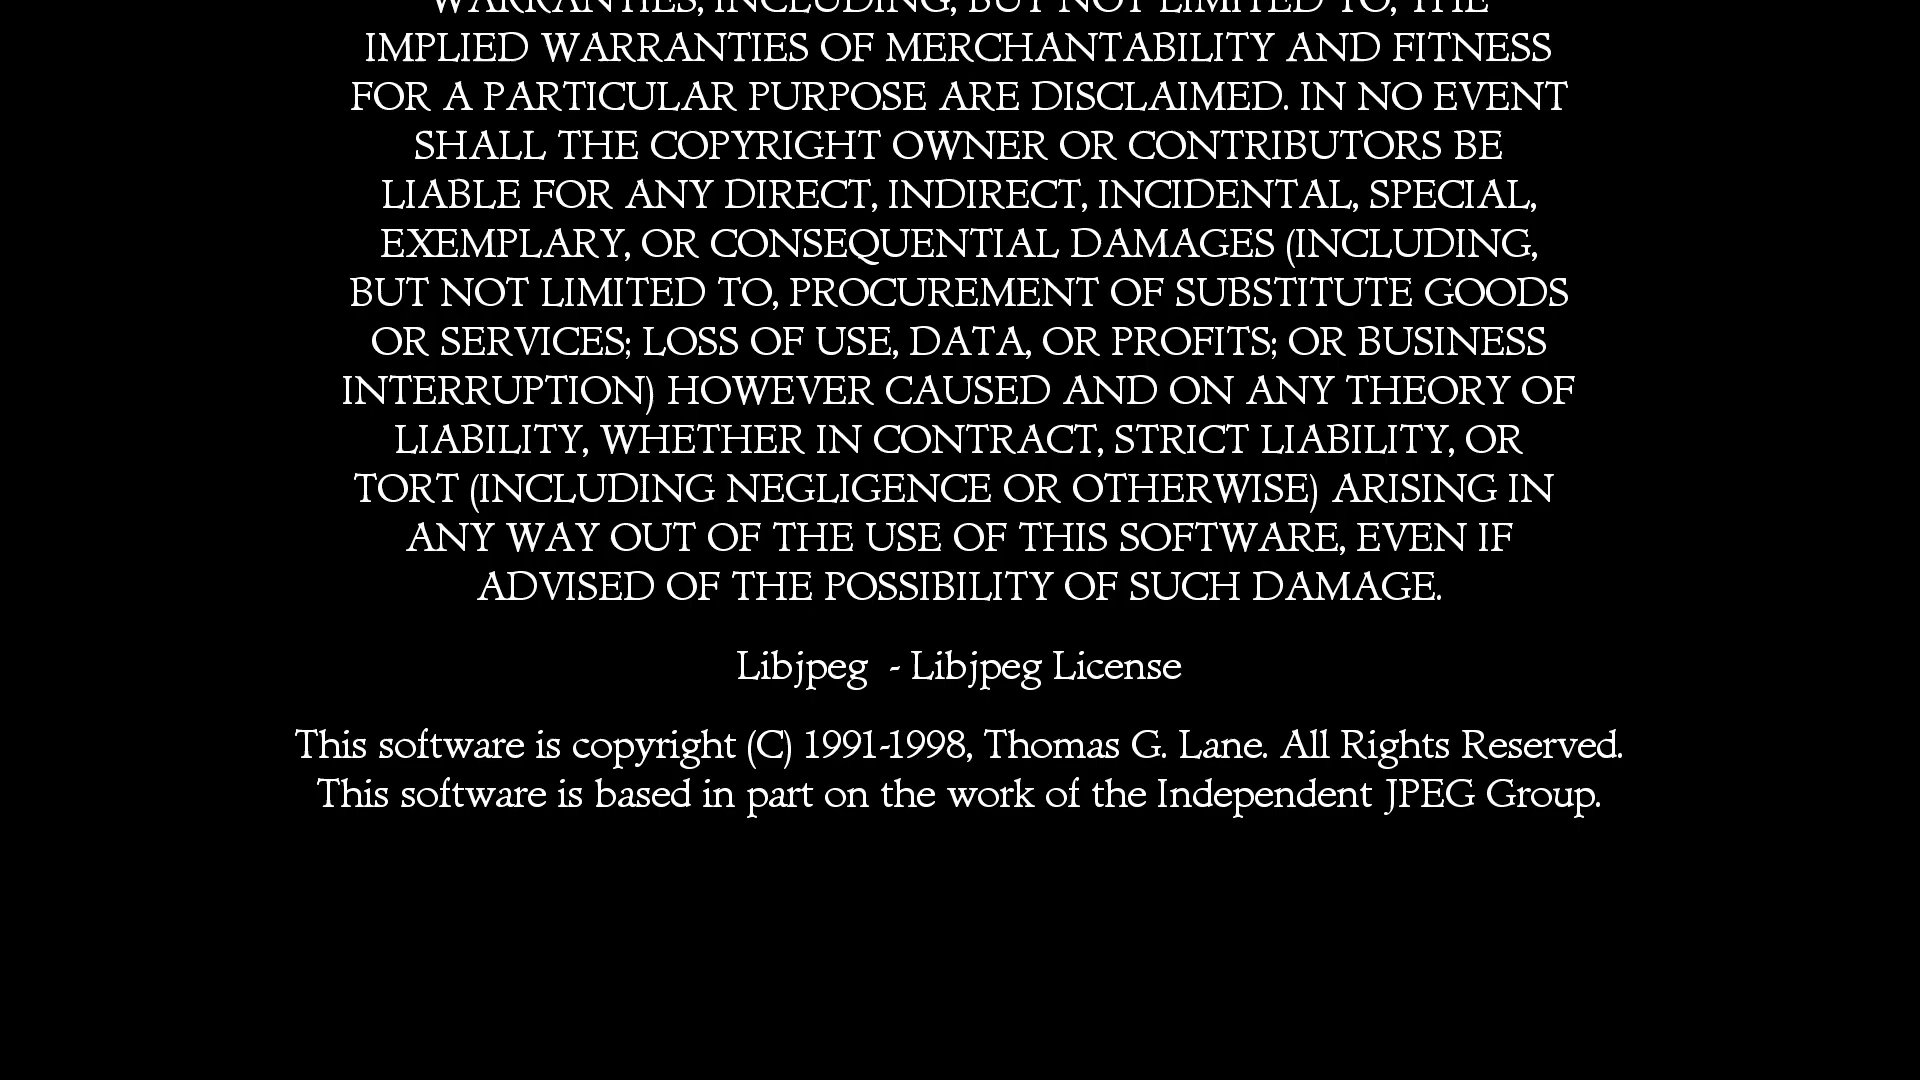 WARRANTIES, INCLUDING, BUT NOT LIMITED TO, THE
IMPLIED WARRANTIES OF MERCHANTABILITY AND FITNESS
FOR A PARTICULAR PURPOSE ARE DISCLAIMED. IN NO EVENT
SHALL THE COPYRIGHT OWNER OR CONTRIBUTORS BE
LIABLE FOR ANY DIRECT, INDIRECT, INCIDENTAL, SPECIAL,
EXEMPLARY, OR CONSEQUENTIAL DAMAGES (INCLUDING,
BUT NOT LIMITED TO, PROCUREMENT OF SUBSTITUTE GOODS
OR SERVICES; LOSS OF USE, DATA, OR PROFITS; OR BUSINESS
INTERRUPTION) HOWEVER CAUSED AND ON ANY THEORY OF
LIABILITY, WHETHER IN CONTRACT, STRICT LIABILITY, OR
TORT (INCLUDING NEGLIGENCE OR OTHERWISE) ARISING IN
ANY WAY OUT OF THE USE OF THIS SOFTWARE, EVEN IF
ADVISED OF THE POSSIBILITY OF SUCH DAMAGE.
Libjpeg - Libjpeg License
This software is copyright (C) 1991-1998, Thomas G. Lane. All Rights Reserved.
This software is based in part on the work of the Independent JPEG Group.